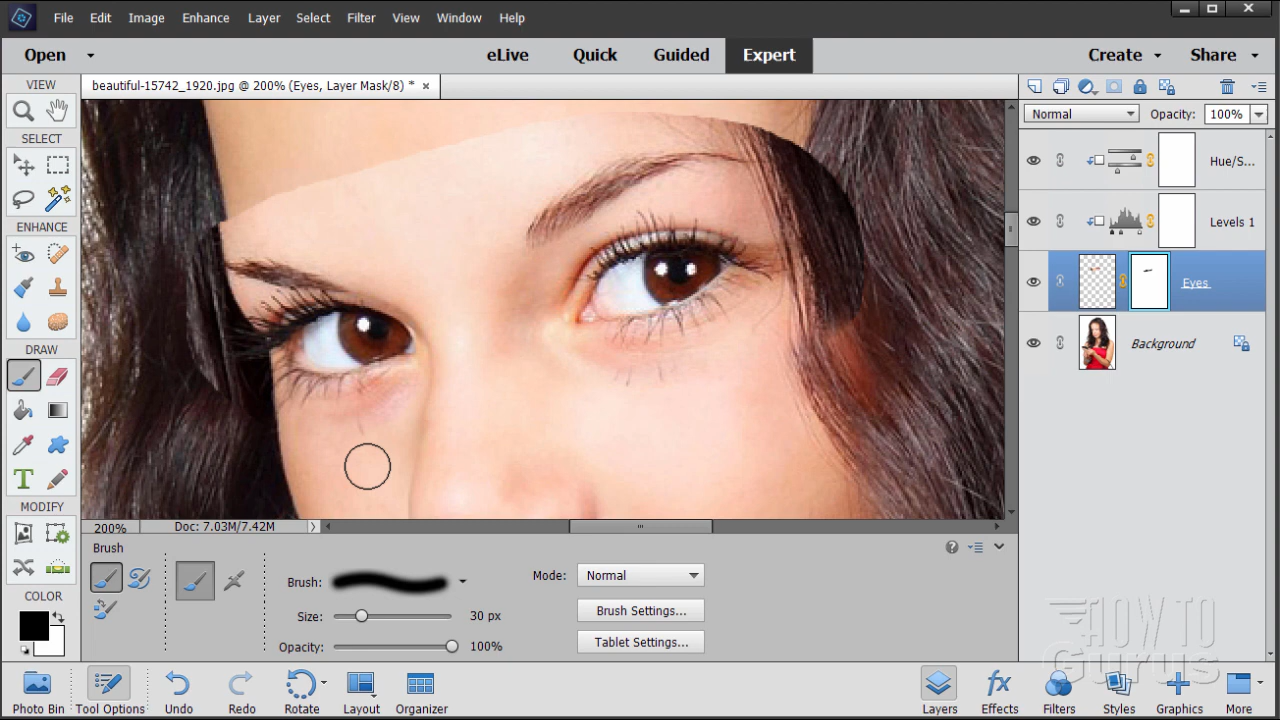 File Edit Image Enhance Layer Select Filter View Window Help
Open eLive Quick Guided Expert Create Share
VIEW
beautiful-15742_1920.jpg @ 200% (Eyes, Layer Mask/8) * ×
Normal Opacity: 100%
SELECT
Hue/S...
ENHANCE
Levels 1
Eyes
DRAW
Background
T
MODIFY
200% Doc: 7.03M/7.42M
Brush
Brush: Mode: Normal
COLOR
Size: 30 px Brush Settings...
Opacity: 100% Tablet Settings...
HOW TO
Gurus
fx
Photo Bin Tool Options Undo Redo Rotate Layout Organizer Layers Effects Filters Styles Graphics More